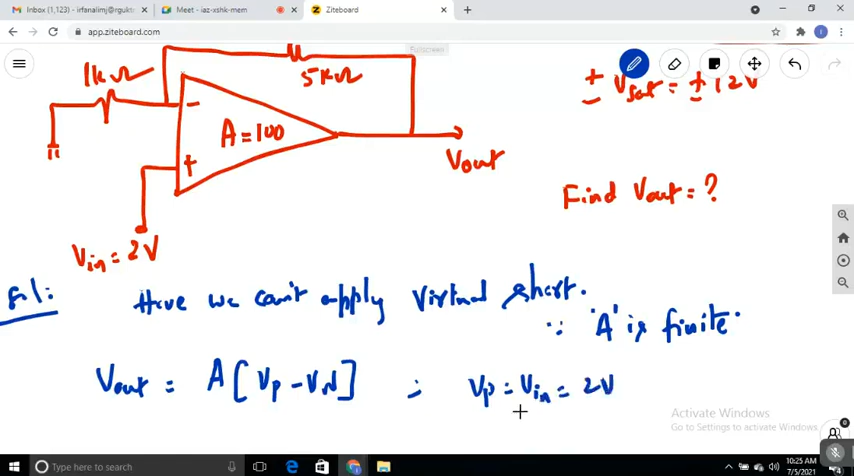 Inbox (1,123) - irfanalimj@rgukt
Meet - iaz-xshk-mem
Ziteboard
app.ziteboard.com
Fullscreen
1kΩ
5kΩ
± Vsat = ± 12V
-
A = 100
+
Vout
Find Vout = ?
Vin = 2V
Sol:
Here we can't apply Virtual short.
∵ 'A' is finite.
Vout = A[Vp - VN] ; Vp = Vin = 2V
Activate Windows
Go to Settings to activate Windows.
Type here to search
10:25 AM
7/5/2021